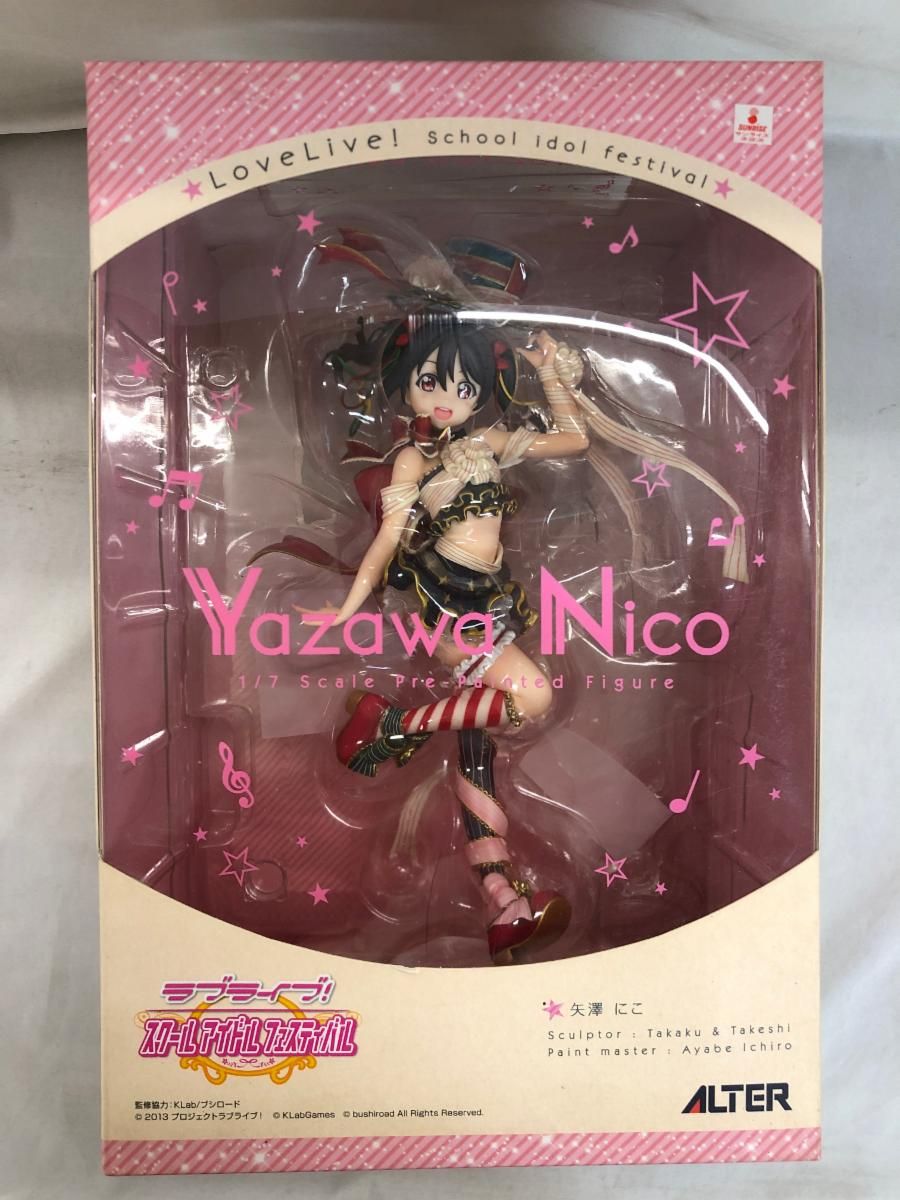 LoveLive! School idol festival
SUNRISE
Yazawa Nico
1/7 Scale Pre-Painted Figure
ラブライブ!
スクールアイドルフェスティバル
矢澤 にこ
Sculptor : Takaku & Takeshi
Paint master : Ayabe Ichiro
監修協力:KLab/ブシロード
© 2013 プロジェクトラブライブ! © KLabGames © bushiroad All Rights Reserved.
ALTER